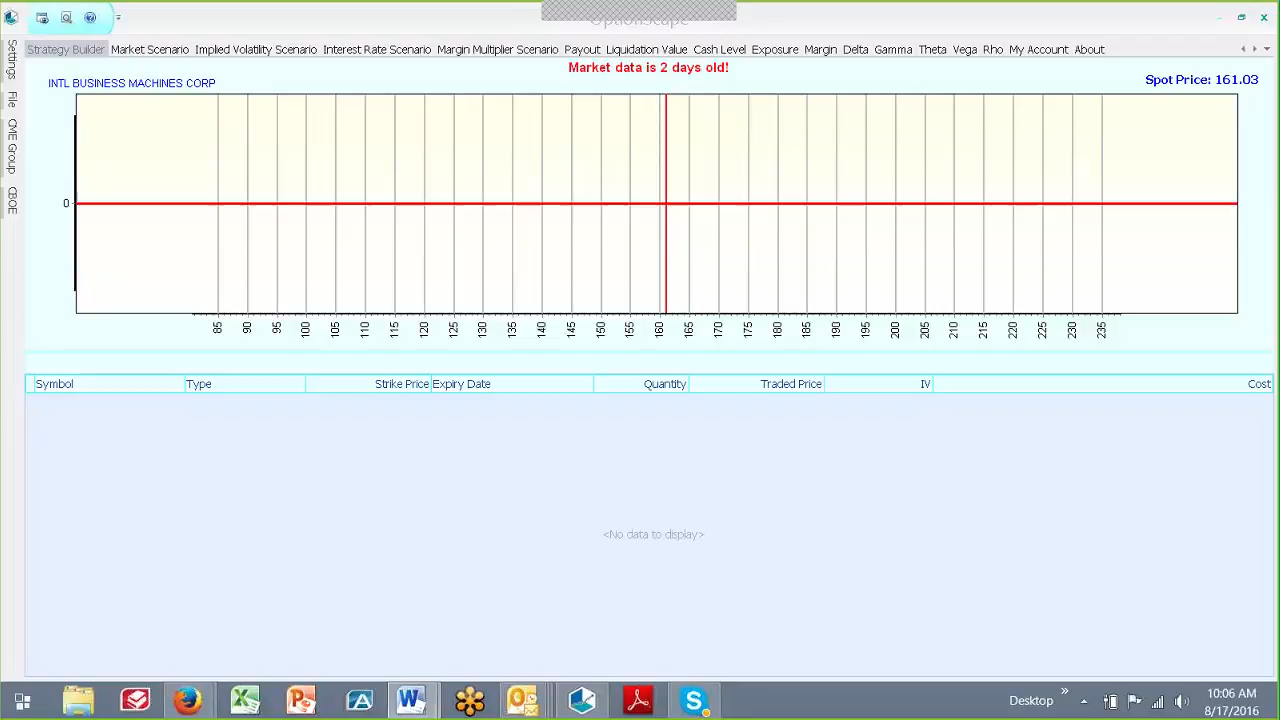 OptionScape
Strategy Builder Market Scenario Implied Volatility Scenario Interest Rate Scenario Margin Multiplier Scenario Payout Liquidation Value Cash Level Exposure Margin Delta Gamma Theta Vega Rho My Account About
Settings
File
CME Group
CBOE
Market data is 2 days old!
INTL BUSINESS MACHINES CORP
Spot Price: 161.03
0
85 90 95 100 105 110 115 120 125 130 135 140 145 150 155 160 165 170 175 180 185 190 195 200 205 210 215 220 225 230 235
Symbol Type Strike Price Expiry Date Quantity Traded Price IV Cost
<No data to display>
Desktop
10:06 AM
8/17/2016